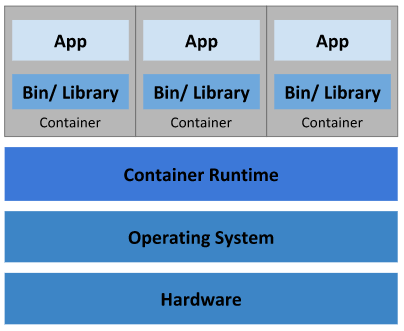 App App App
Bin/ Library Bin/ Library Bin/ Library
Container Container Container
Container Runtime
Operating System
Hardware